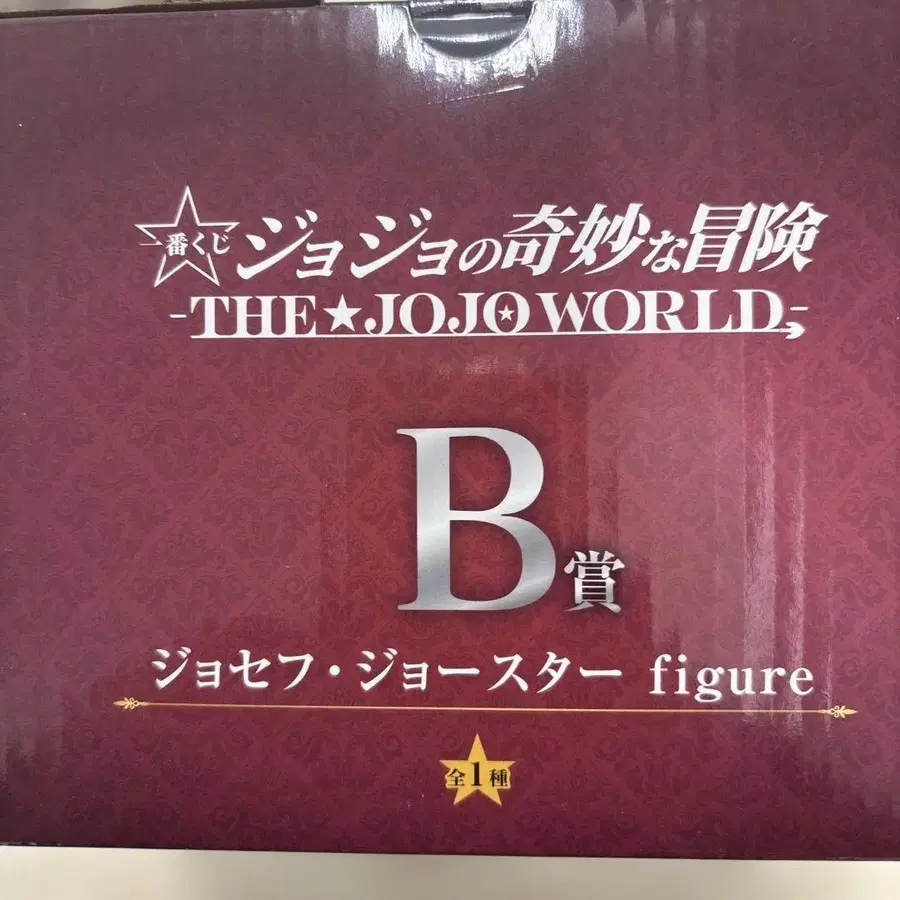 一番くじ ジョジョの奇妙な冒険
-THE★JOJO WORLD-
B賞
ジョセフ・ジョースター figure
全1種